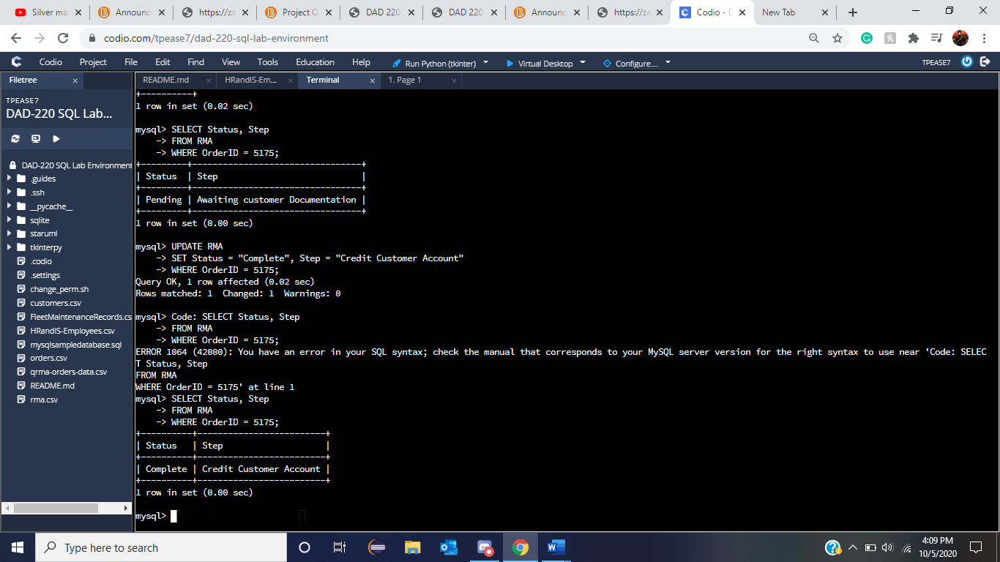 Silver ma
Announc
https://za
Project O
DAD 220
DAD 220
Announc
https://za
Codio - D
New Tab
codio.com/tpease7/dad-220-sql-lab-environment
Codio Project File Edit Find View Tools Education Help Run Python (tkinter) Virtual Desktop Configure.... TPEASE7
Filetree
README.md
HRandIS-Em...
Terminal
1. Page 1
TPEASE7
DAD-220 SQL Lab...
DAD-220 SQL Lab Environment
.guides
.ssh
__pycache__
sqlite
staruml
tkinterpy
.codio
.settings
change_perm.sh
customers.csv
FleetMaintenanceRecords.cs
HRandIS-Employees.csv
mysqlsampledatabase.sql
orders.csv
qrma-orders-data.csv
README.md
rma.csv
+----------+
1 row in set (0.02 sec)
mysql> SELECT Status, Step
-> FROM RMA
-> WHERE OrderID = 5175;
+---------+---------------------------------+
| Status | Step |
+---------+---------------------------------+
| Pending | Awaiting customer Documentation |
+---------+---------------------------------+
1 row in set (0.00 sec)
mysql> UPDATE RMA
-> SET Status = "Complete", Step = "Credit Customer Account"
-> WHERE OrderID = 5175;
Query OK, 1 row affected (0.02 sec)
Rows matched: 1 Changed: 1 Warnings: 0
mysql> Code: SELECT Status, Step
-> FROM RMA
-> WHERE OrderID = 5175;
ERROR 1064 (42000): You have an error in your SQL syntax; check the manual that corresponds to your MySQL server version for the right syntax to use near 'Code: SELEC
T Status, Step
FROM RMA
WHERE OrderID = 5175' at line 1
mysql> SELECT Status, Step
-> FROM RMA
-> WHERE OrderID = 5175;
+----------+-------------------------+
| Status | Step |
+----------+-------------------------+
| Complete | Credit Customer Account |
+----------+-------------------------+
1 row in set (0.00 sec)
mysql>
Type here to search
4:09 PM
10/5/2020